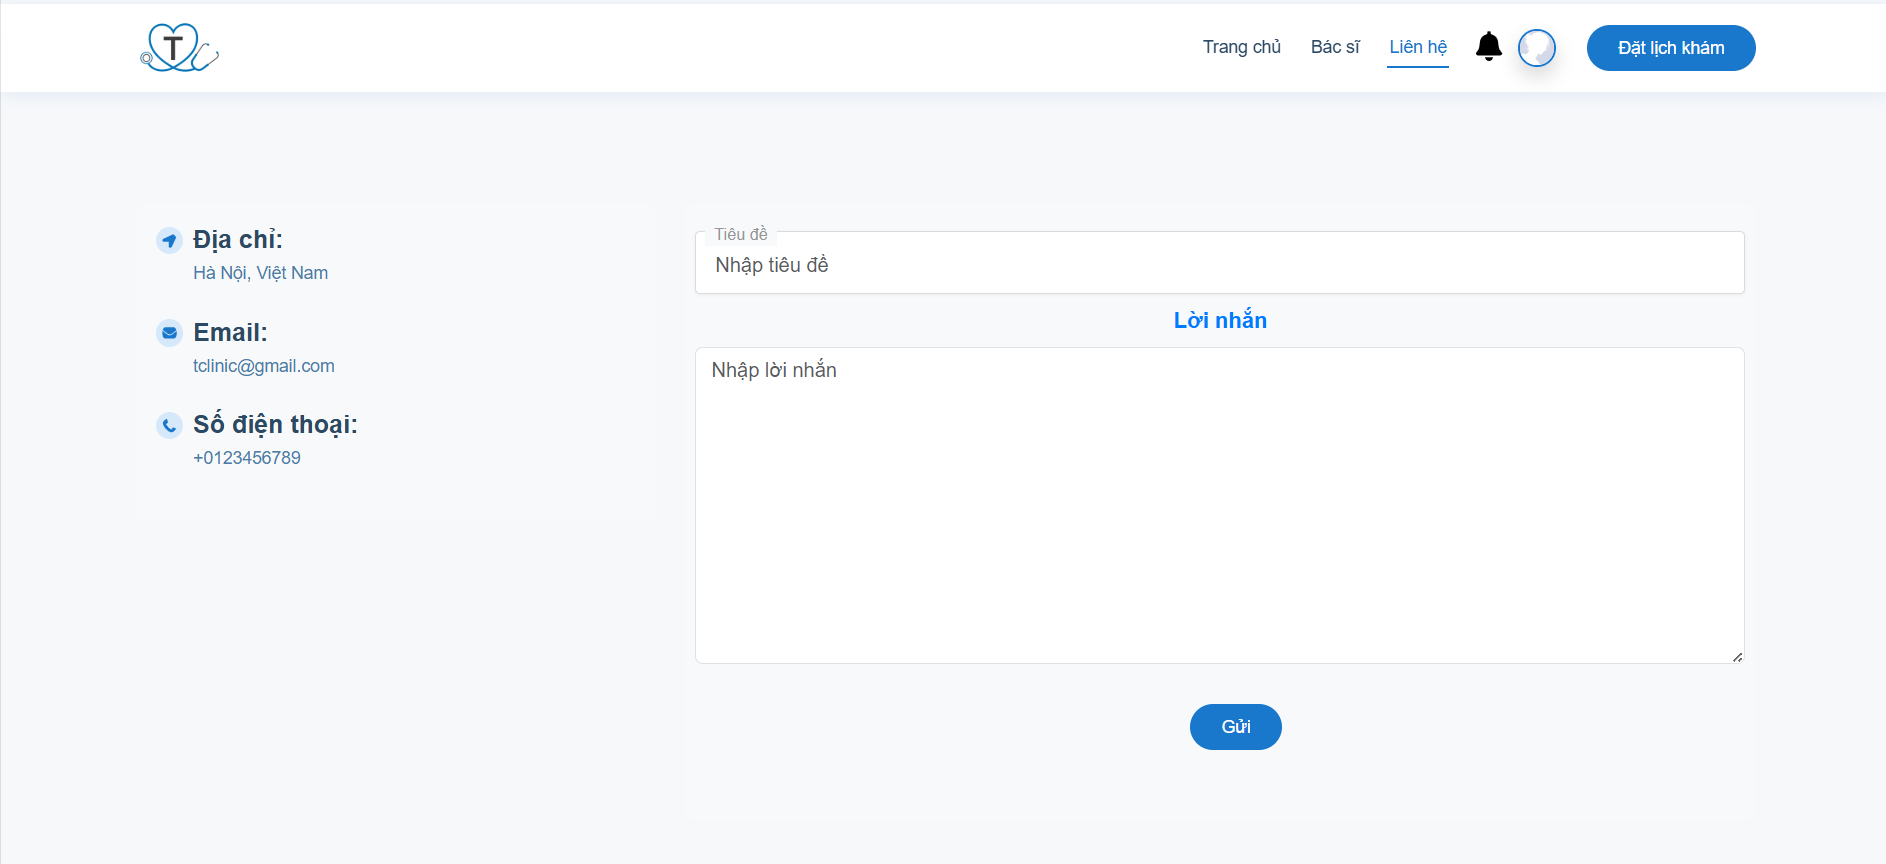 T
Trang chủ
Bác sĩ
Liên hệ
Đặt lịch khám
Địa chỉ:
Hà Nội, Việt Nam
Email:
tclinic@gmail.com
Số điện thoại:
+0123456789
Tiêu đề
Nhập tiêu đề
Lời nhắn
Nhập lời nhắn
Gửi